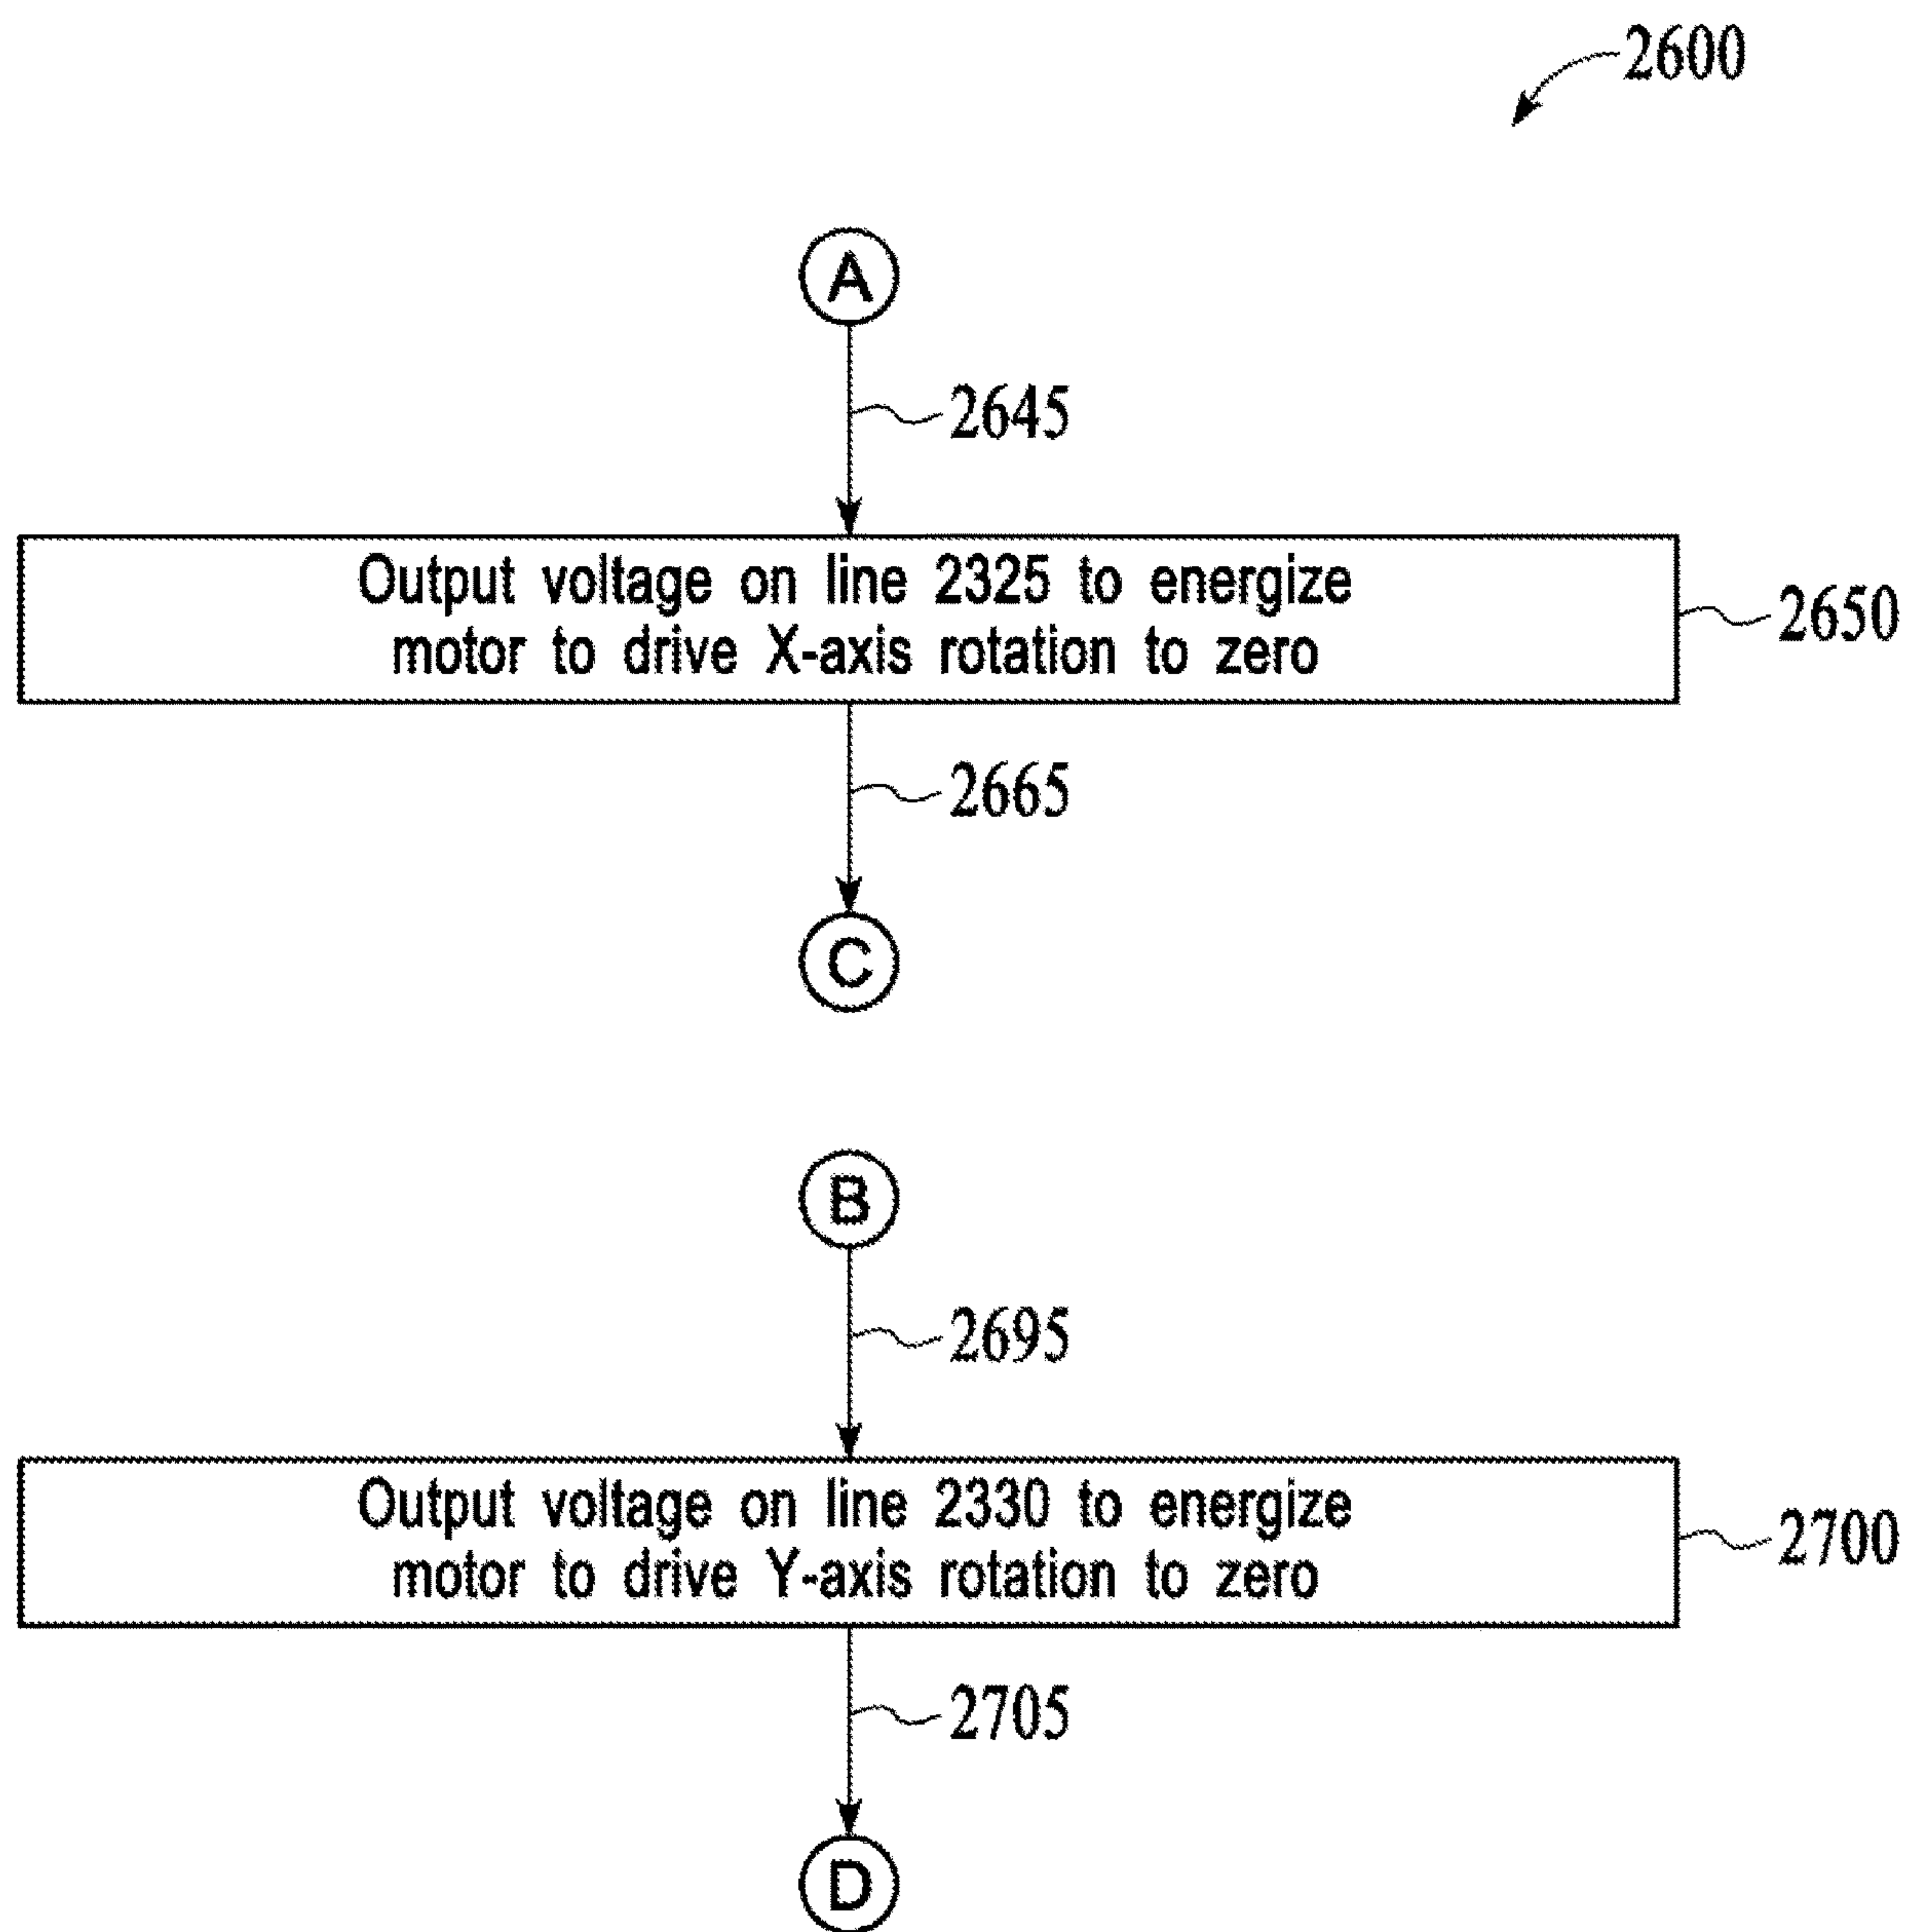 2600
A
2645
Output voltage on line 2325 to energize
motor to drive X-axis rotation to zero
2650
2665
C
B
2695
Output voltage on line 2330 to energize
motor to drive Y-axis rotation to zero
2700
2705
D